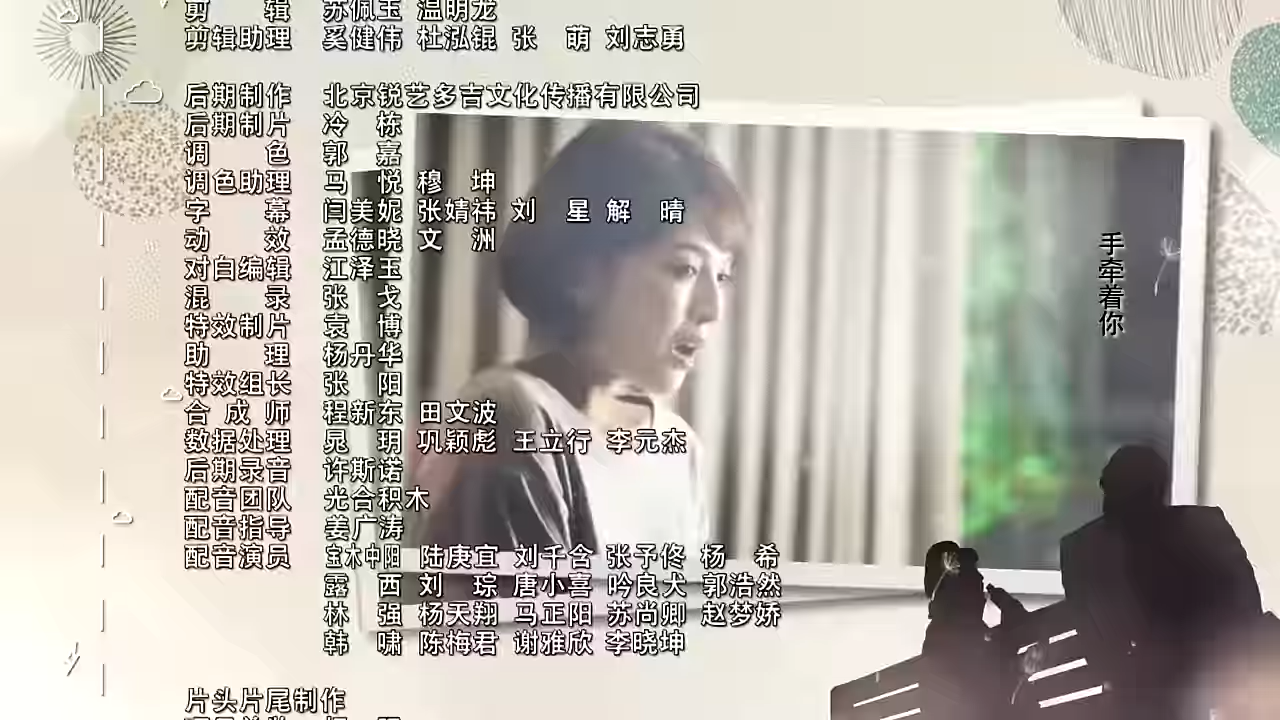 剪辑 苏佩玉 温明龙
剪辑助理 奚健伟 杜泓锟 张萌 刘志勇
后期制作 北京锐艺多吉文化传播有限公司
后期制片 冷栋
调色 郭嘉
调色助理 马悦 穆坤
字幕 闫美妮 张婧祎 刘星 解晴
动效 孟德晓 文洲
对白编辑 江泽玉
混录 张戈
特效制片 袁博
助理 杨丹华
特效组长 张阳
合成师 程新东 田文波
数据处理 晁玥 巩颖彪 王立行 李元杰
后期录音 许斯诺
配音团队 光合积木
配音指导 姜广涛
配音演员 宝木中阳 陆庚宜 刘千含 张予佟 杨希
露西 刘琮 唐小喜 吟良犬 郭浩然
林强 杨天翔 马正阳 苏尚卿 赵梦娇
韩啸 陈梅君 谢雅欣 李晓坤
片头片尾制作
手牵着你